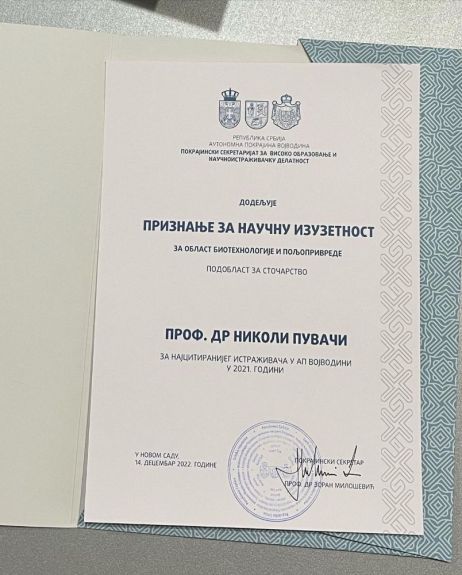 РЕПУБЛИКА СРБИЈА
АУТОНОМНА ПОКРАЈИНА ВОЈВОДИНА
ПОКРАЈИНСКИ СЕКРЕТАРИЈАТ ЗА ВИСОКО ОБРАЗОВАЊЕ И
НАУЧНОИСТРАЖИВАЧКУ ДЕЛАТНОСТ
ДОДЕЉУЈЕ
ПРИЗНАЊЕ ЗА НАУЧНУ ИЗУЗЕТНОСТ
ЗА ОБЛАСТ БИОТЕХНОЛОГИЈЕ И ПОЉОПРИВРЕДЕ
ПОДОБЛАСТ ЗА СТОЧАРСТВО
ПРОФ. ДР НИКОЛИ ПУВАЧИ
ЗА НАЈЦИТИРАНИЈЕГ ИСТРАЖИВАЧА У АП ВОЈВОДИНИ
У 2021. ГОДИНИ
У НОВОМ САДУ
14. ДЕЦЕМБАР 2022. ГОДИНЕ
ПОКРАЈИНСКИ СЕКРЕТАР
ПРОФ. ДР ЗОРАН МИЛОШЕВИЋ